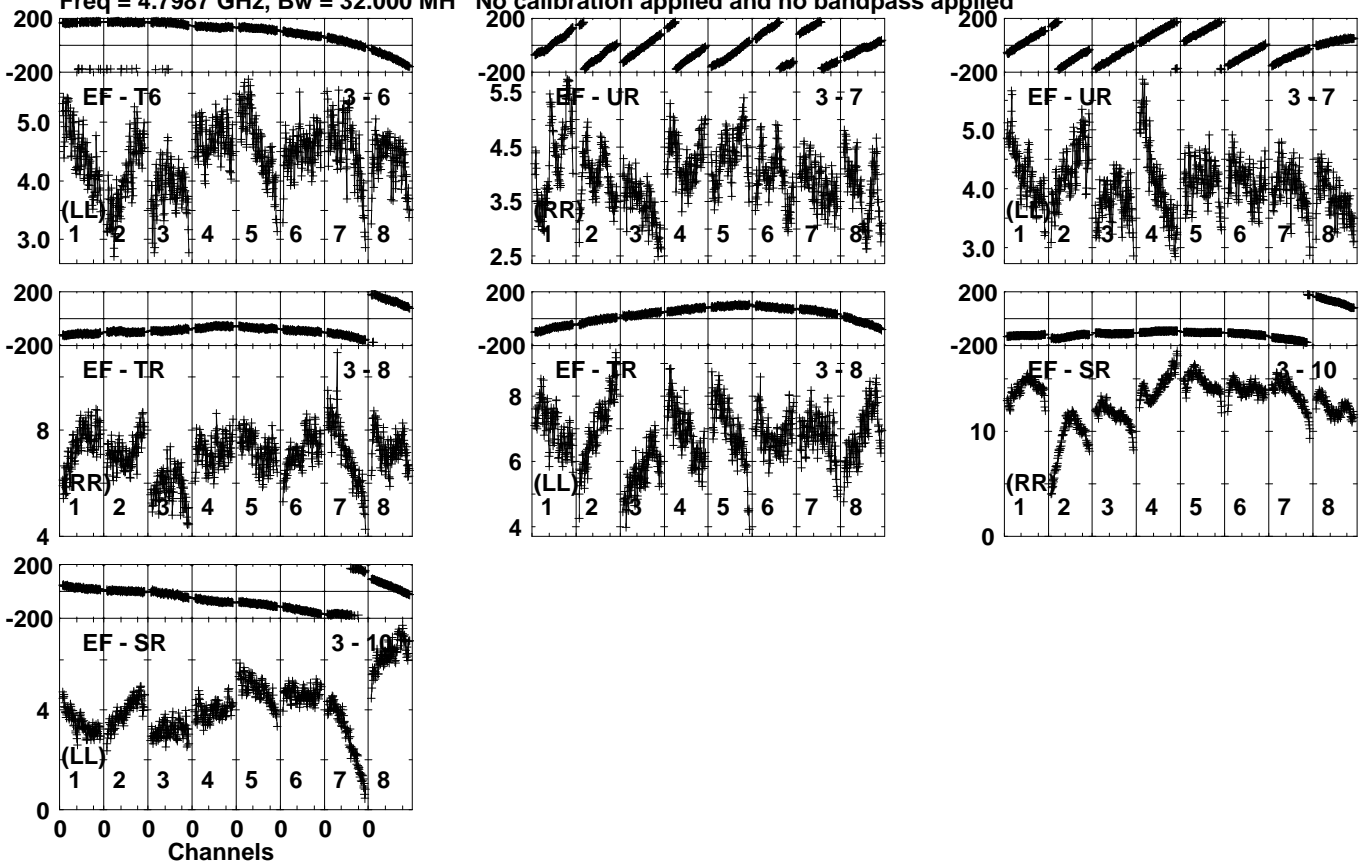 Freq = 4.7987 GHz, Bw = 32.000 MH No calibration applied and no bandpass applied
200 200 200
-200 -200 -200
EF - T6 3 - 6 EF - UR 3 - 7 EF - UR 3 - 7
5.0 5.5 5.0
4.0 4.5 4.0
3.0 3.5 3.0
2.5
(LL) (RR) (LL)
1 2 3 4 5 6 7 8 1 2 3 4 5 6 7 8 1 2 3 4 5 6 7 8
200 200 200
-200 -200 -200
EF - TR 3 - 8 EF - TR 3 - 8 EF - SR 3 - 10
8 8 10
4 6 0
4
(RR) (LL) (RR)
1 2 3 4 5 6 7 8 1 2 3 4 5 6 7 8 1 2 3 4 5 6 7 8
200
-200
EF - SR 3 - 10
4
(LL)
1 2 3 4 5 6 7 8
0
0 0 0 0 0 0 0 0
Channels